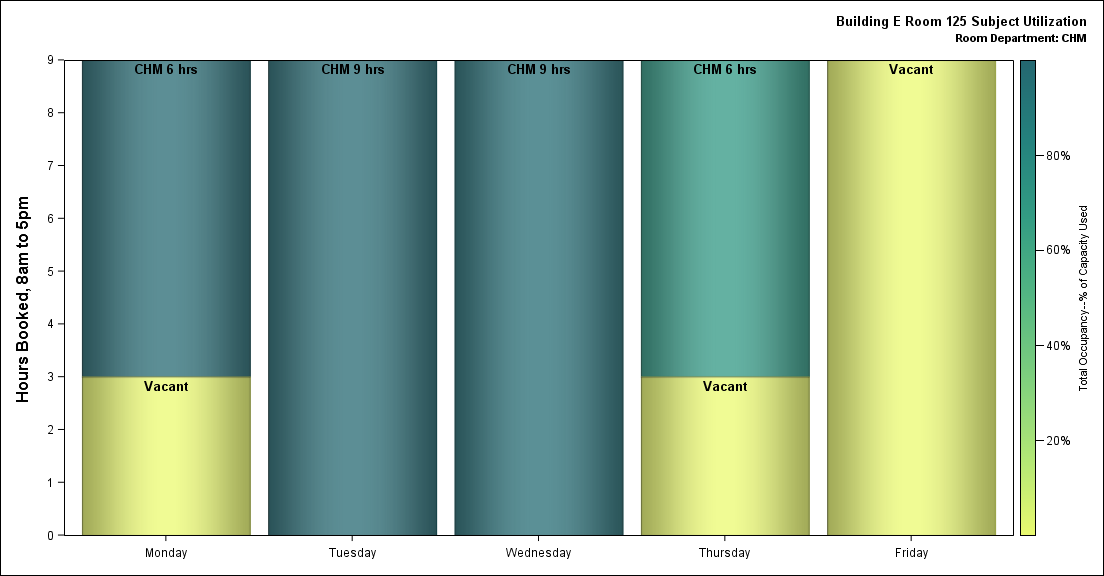 Building E Room 125 Subject Utilization
Room Department: CHM
Hours Booked, 8am to 5pm
9
8
7
6
5
4
3
2
1
0
CHM 6 hrs
CHM 9 hrs
CHM 9 hrs
CHM 6 hrs
Vacant
Vacant
Vacant
Monday
Tuesday
Wednesday
Thursday
Friday
80%
60%
40%
20%
Total Occupancy--% of Capacity Used